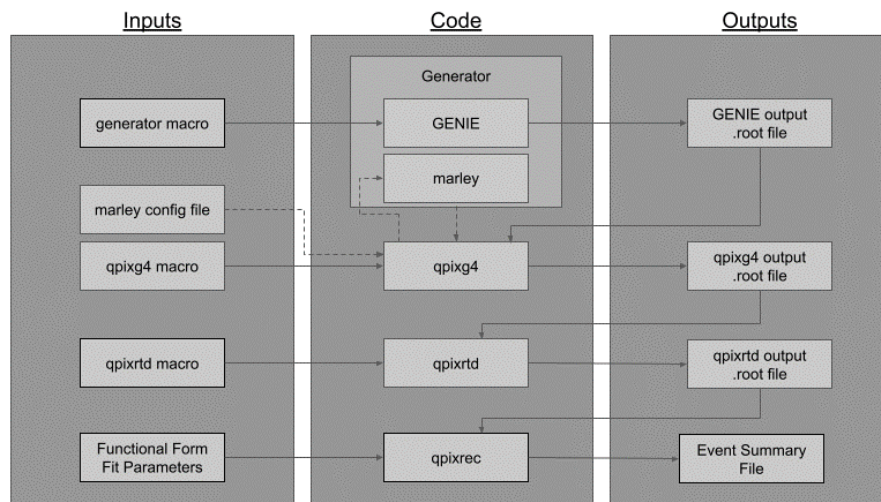 Inputs
Code
Outputs
Generator
generator macro
GENIE
GENIE output
.root file
marley
marley config file
qpixg4 macro
qpixg4
qpixg4 output
.root file
qpixrtd macro
qpixrtd
qpixrtd output
.root file
Functional Form
Fit Parameters
qpixrec
Event Summary
File